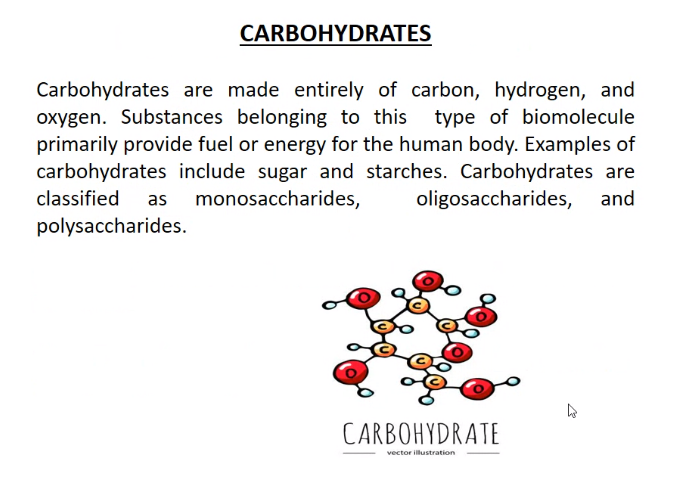 CARBOHYDRATES
Carbohydrates are made entirely of carbon, hydrogen, and
oxygen. Substances belonging to this type of biomolecule
primarily provide fuel or energy for the human body. Examples of
carbohydrates include sugar and starches. Carbohydrates are
classified as monosaccharides, oligosaccharides, and
polysaccharides.
O
O
C
O
C
C
C
O
C
O
C
O
CARBOHYDRATE
vector illustration